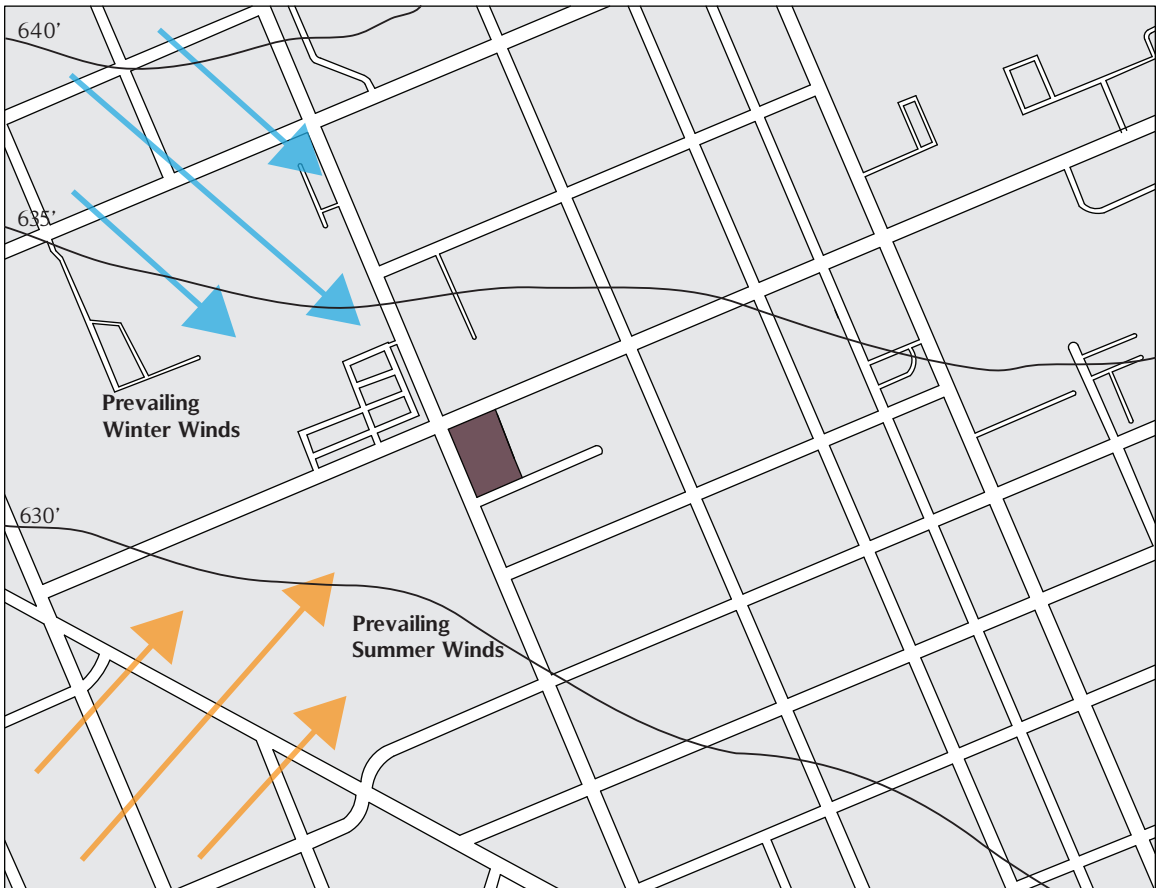 640’
635’
Prevailing
Winter Winds
630’
Prevailing
Summer Winds